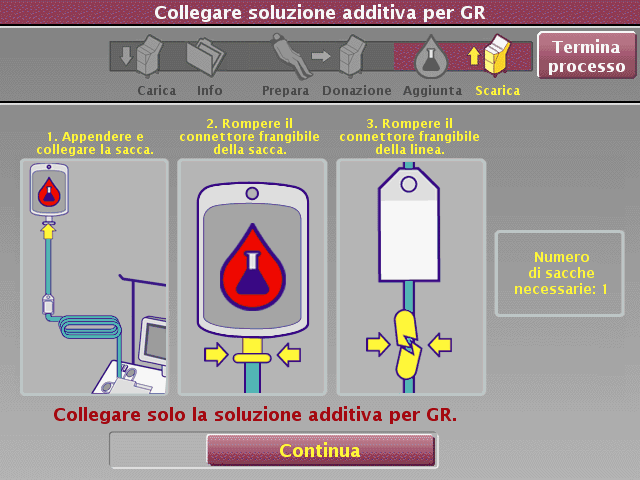 Collegare soluzione additiva per GR
Termina
processo
Carica
Info
Prepara
Donazione
Aggiunta
Scarica
1. Appendere e
collegare la sacca.
2. Rompere il
connettore frangibile
della sacca.
3. Rompere il
connettore frangibile
della linea.
Numero
di sacche
necessarie: 1
Collegare solo la soluzione additiva per GR.
Continua